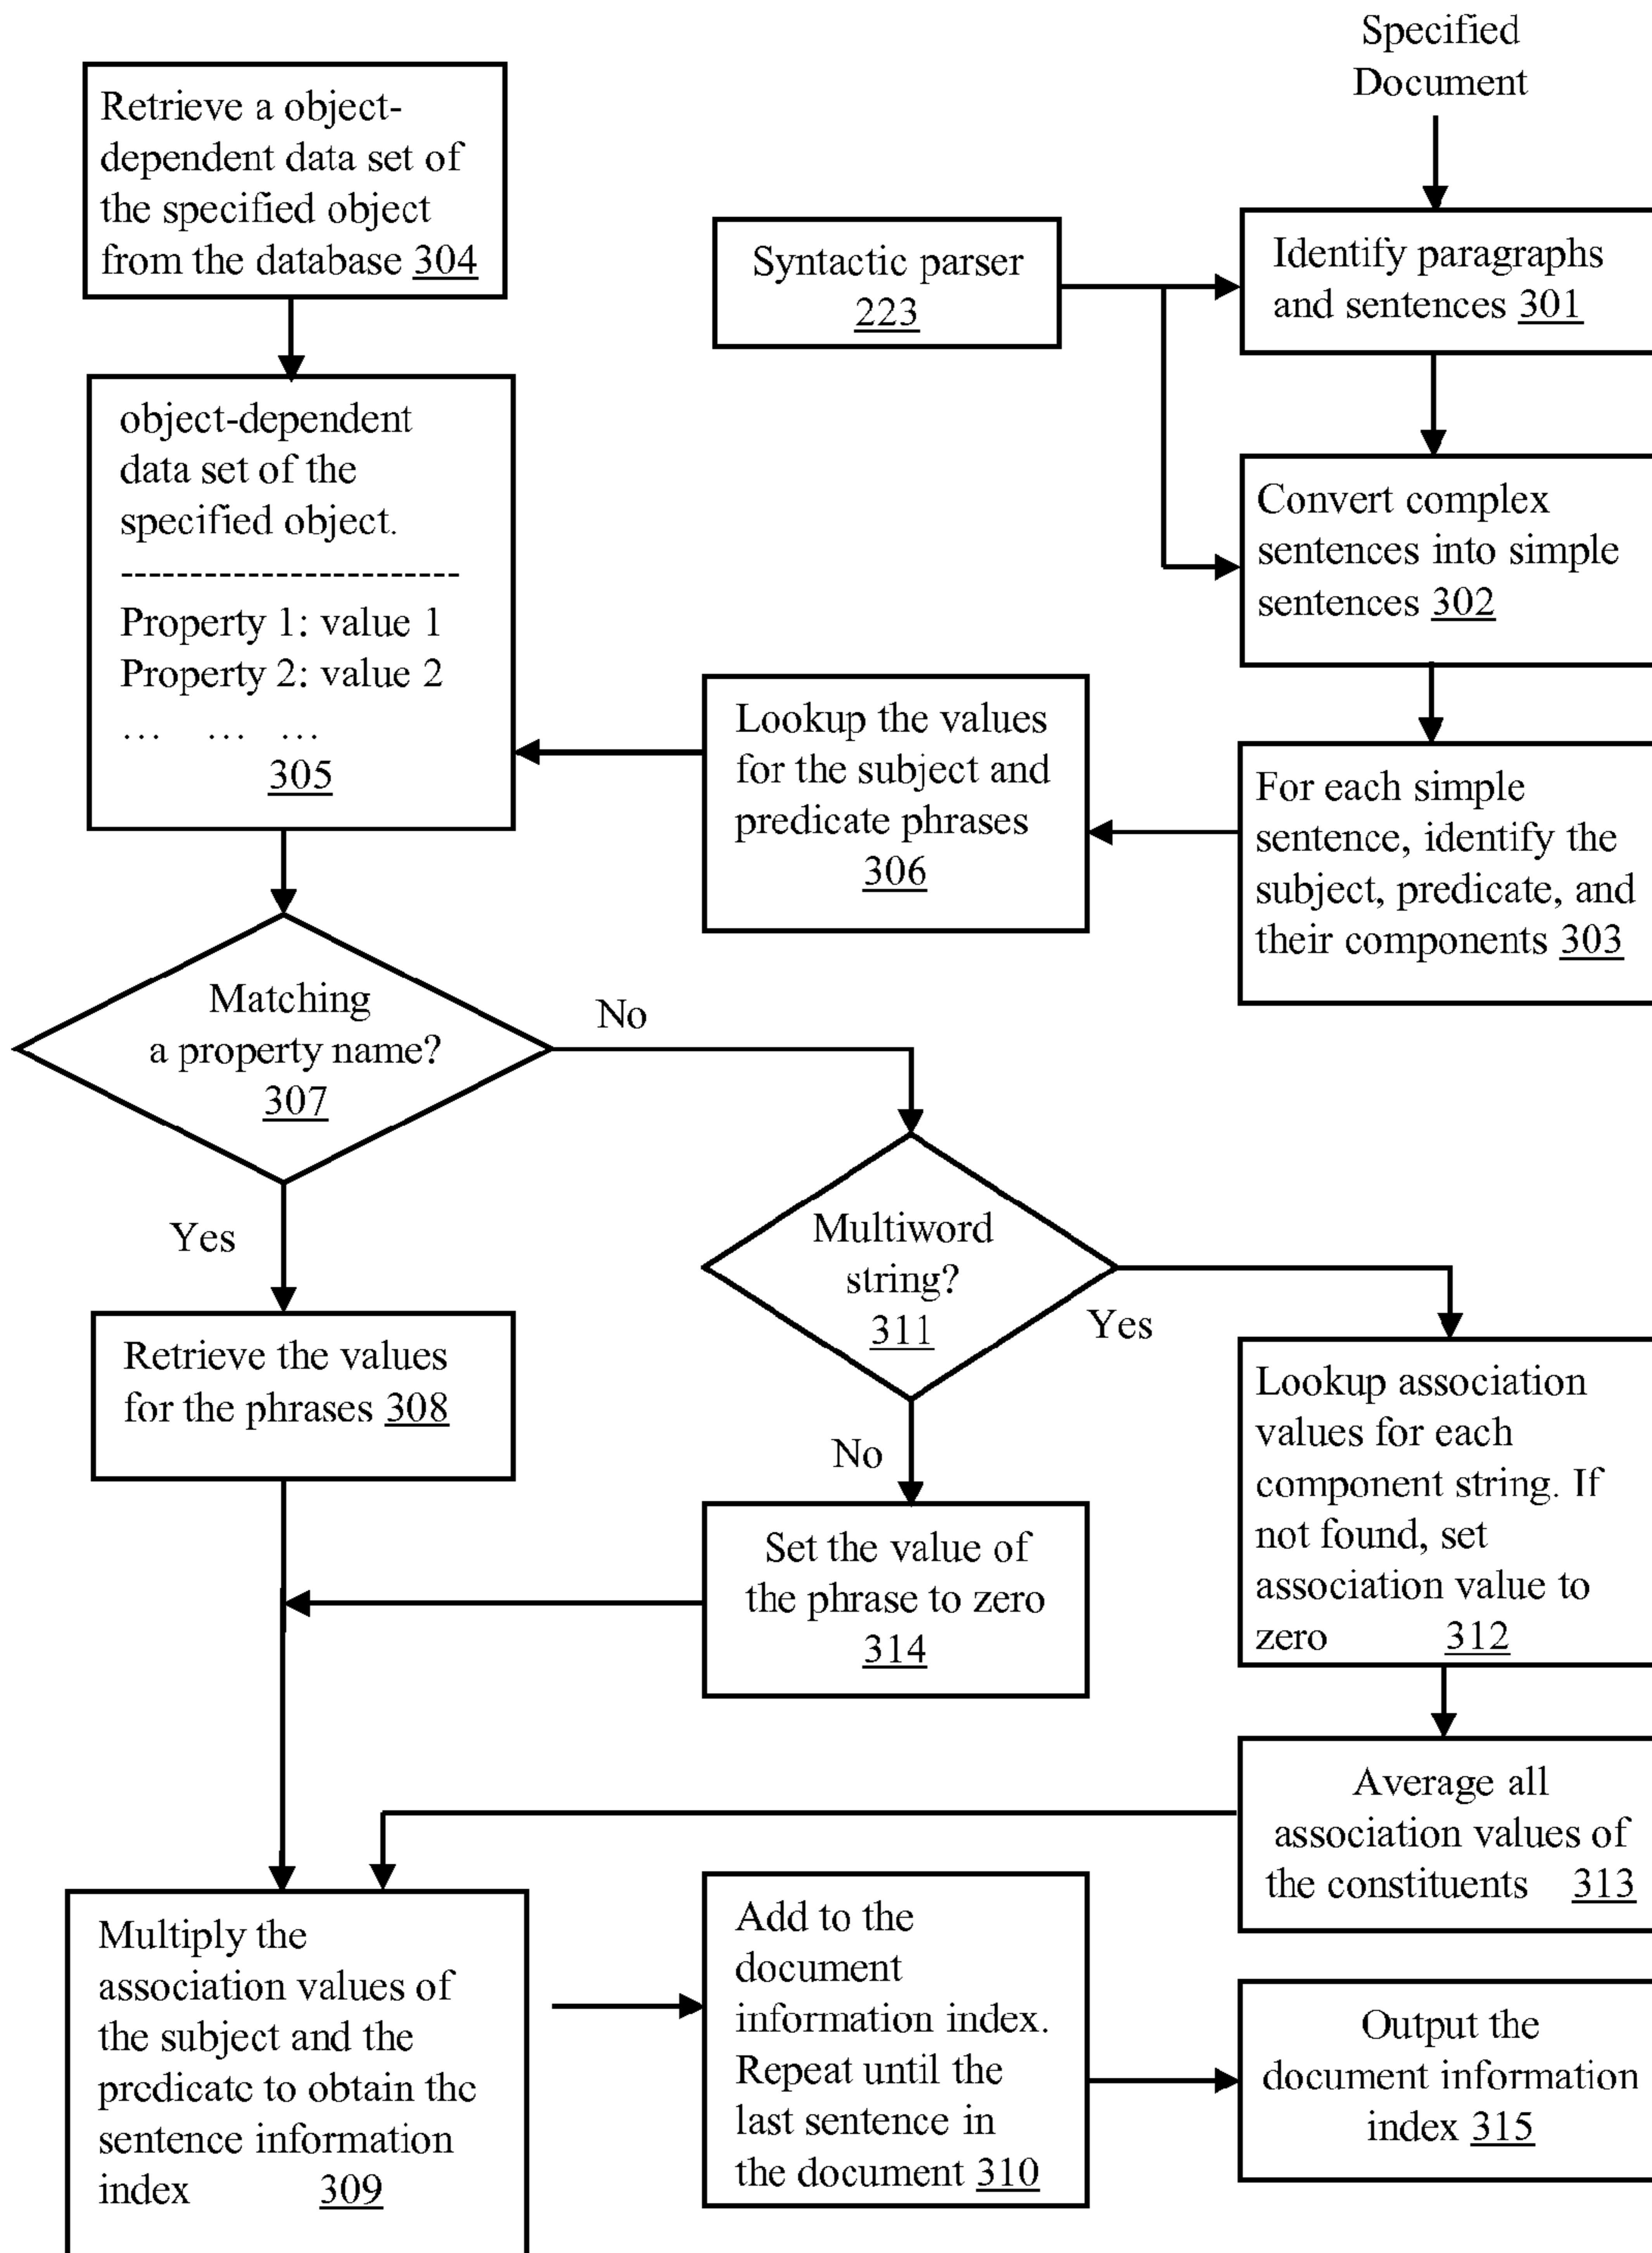 Specified
Document
Retrieve a object-
dependent data set of
the specified object
from the database 304
Syntactic parser
223
Identify paragraphs
and sentences 301
object-dependent
data set of the
specified object.
-------------------------
Property 1: value 1
Property 2: value 2
… … …
305
Convert complex
sentences into simple
sentences 302
Lookup the values
for the subject and
predicate phrases
306
For each simple
sentence, identify the
subject, predicate, and
their components 303
Matching
a property name?
307
No
Yes
Multiword
string?
311
Yes
No
Retrieve the values
for the phrases 308
Lookup association
values for each
component string. If
not found, set
association value to
zero 312
Set the value of
the phrase to zero
314
Average all
association values of
the constituents 313
Multiply the
association values of
the subject and the
predicate to obtain the
sentence information
index 309
Add to the
document
information index.
Repeat until the
last sentence in
the document 310
Output the
document information
index 315